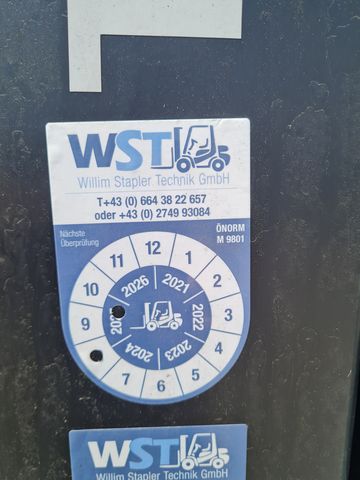 WST
Willim Stapler Technik GmbH
T+43 (0) 664 38 22 657
oder +43 (0) 2749 93084
Nächste
Überprüfung
ÖNORM
M 9801
12
1
2
3
4
5
6
7
9
10
11
2021
2022
2023
2024
2026
WST
Willim Stapler Technik GmbH